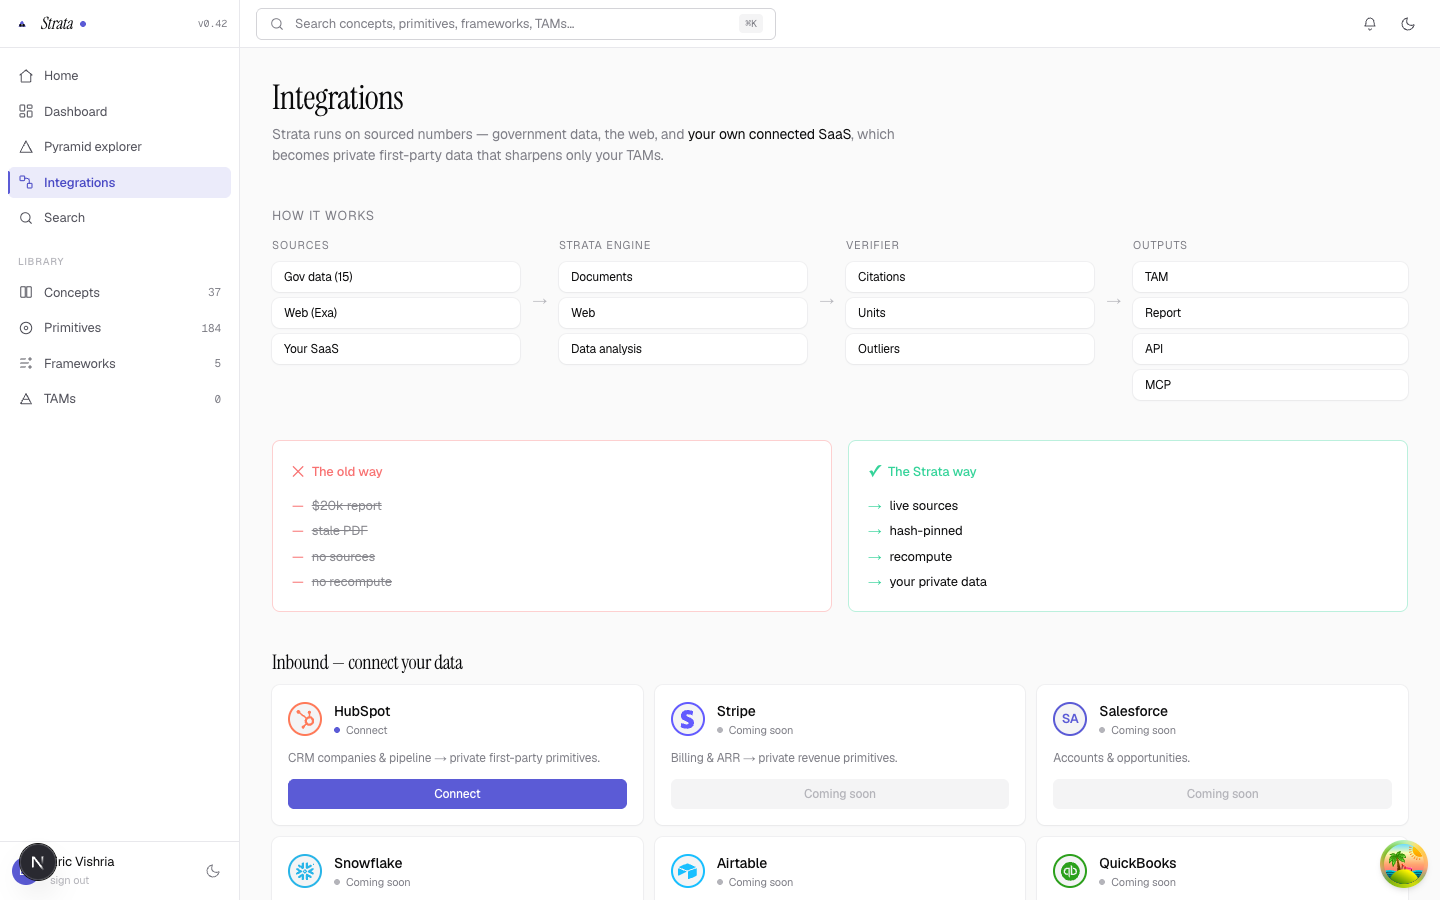 Strata
v0.42
Search concepts, primitives, frameworks, TAMs...
⌘K
Home
Dashboard
Pyramid explorer
Integrations
Search
LIBRARY
Concepts 37
Primitives 184
Frameworks 5
TAMs 0
N
ric Vishria
sign out
Integrations
Strata runs on sourced numbers — government data, the web, and your own connected SaaS, which
becomes private first-party data that sharpens only your TAMs.
HOW IT WORKS
SOURCES
Gov data (15)
Web (Exa)
Your SaaS
→
STRATA ENGINE
Documents
Web
Data analysis
→
VERIFIER
Citations
Units
Outliers
→
OUTPUTS
TAM
Report
API
MCP
✕ The old way
— $20k report
— stale PDF
— no sources
— no recompute
✓ The Strata way
→ live sources
→ hash-pinned
→ recompute
→ your private data
Inbound — connect your data
HubSpot
Connect
CRM companies & pipeline → private first-party primitives.
Connect
Stripe
Coming soon
Billing & ARR → private revenue primitives.
Coming soon
SA
Salesforce
Coming soon
Accounts & opportunities.
Coming soon
Snowflake
Coming soon
Airtable
Coming soon
qb
QuickBooks
Coming soon